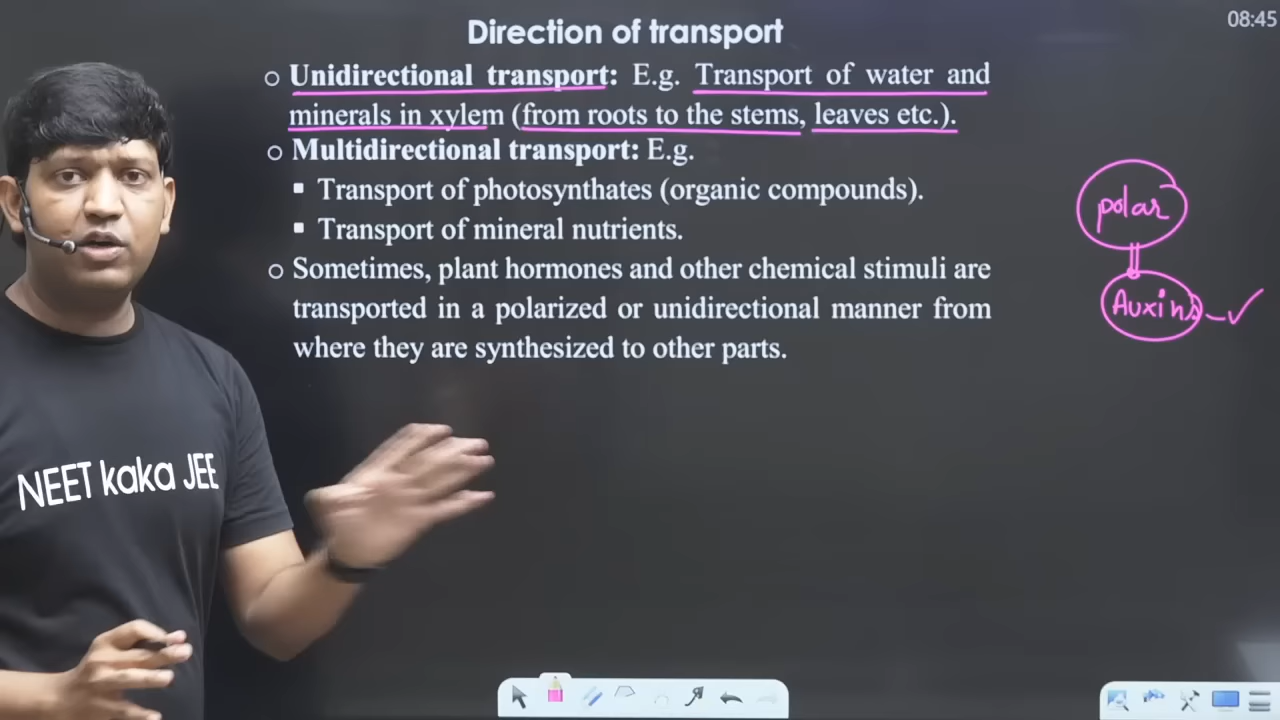 Direction of transport
08:45
○ Unidirectional transport: E.g. Transport of water and
minerals in xylem (from roots to the stems, leaves etc.).
○ Multidirectional transport: E.g.
▪ Transport of photosynthates (organic compounds).
▪ Transport of mineral nutrients.
○ Sometimes, plant hormones and other chemical stimuli are
transported in a polarized or unidirectional manner from
where they are synthesized to other parts.
polar
Auxins
NEET kaka JEE